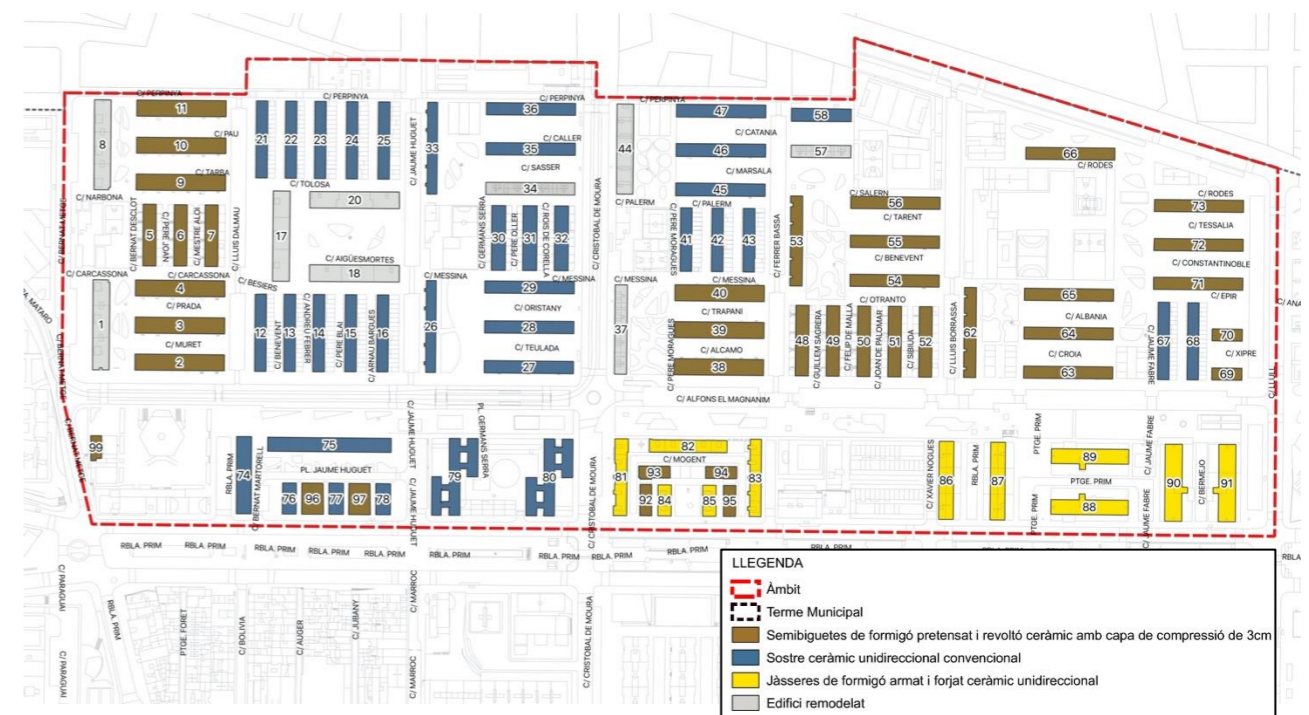 C/ PERPINYA
C/ PERPINYA
C/ PERPINYA
C/ PERPINYA
11
8
C/ PAU
10
C/ TARBA
9
C/ NARBONA
21
22
23
24
25
C/ JAUME HUGUET
33
36
C/ CALLER
35
C/ SASSER
34
44
47
C/ CATANIA
46
C/ MARSALA
45
58
57
66
C/ RODES
C/ TOLOSA
20
17
C/ AIGÜESMORTES
18
C/ BERNAT DESCLOT
5
C/ PERE JOAN
6
C/ MESTRE ALOI
7
C/ LLUIS DALMAU
C/ CARCASSONA
C/ CARCASSONA
4
C/ PRADA
3
C/ MURET
2
1
C/ BESIERS
C/ GERMANS SERRA
30
C/ PERE OLLER
31
C/ ROIS DE CORELLA
32
C/ CRISTOBAL DE MOURA
C/ MESSINA
C/ MESSINA
29
C/ ORISTANY
28
C/ TEULADA
27
C/ PALERM
C/ PALERM
C/ PERE MORAGUES
41
42
43
C/ FERRER BASSA
53
C/ SALERN
56
C/ TARENT
55
C/ BENEVENT
54
C/ OTRANTO
C/ RODES
73
C/ TESSALIA
72
C/ CONSTANTINOBLE
71
C/ EPIR
12
C/ BENEVENT
13
C/ ANDREU FEBRER
14
C/ PERE BLAI
15
C/ ARNAU BARGUES
16
26
C/ MESSINA
C/ MESSINA
40
C/ TRAPANI
39
C/ ALCAMO
38
37
C/ PERE MORAGUES
48
C/ GUILLEM SAGRERA
49
C/ FELIP DE MALLA
50
C/ JOAN DE PALOMAR
51
C/ SIBIUDA
52
C/ LLUIS BORRASSA
62
65
C/ ALBANIA
64
C/ CROIA
63
C/ JAUME FABRE
67
68
70
C/ XIPRE
69
C/ LLULL
C/ ALFONS EL MAGNANIM
99
RBLA. PRIM
74
C/ BERNAT MARTORELL
75
PL. JAUME HUGUET
76
96
77
97
78
C/ JAUME HUGUET
C/ JAUME HUGUET
PL. GERMANS SERRA
79
80
C/ CRISTOBAL DE MOURA
81
82
C/ MOGENT
93
94
92
84
85
95
83
C/ XAVIER NOGUES
86
RBLA. PRIM
87
PTGE. PRIM
89
PTGE. PRIM
PTGE. PRIM
88
C/ JAUME FABRE
C/ JAUME FABRE
90
C/ BERMEJO
91
RBLA. PRIM
RBLA. PRIM
RBLA. PRIM
RBLA. PRIM
RBLA. PRIM
RBLA. PRIM
RBLA. PRIM
RBLA. PRIM
C/ PARAGUAI
C/ PARAGUAI
RBLA. PRIM
PTGE. FORET
C/ BOLIVIA
C/ AUGER
C/ JUBANY
C/ MARROC
C/ MARROC
C/ CRISTOBAL DE MOURA
LLEGENDA
Àmbit
Terme Municipal
Semibiguetes de formigó pretensat i revoltó ceràmic amb capa de compressió de 3cm
Sostre ceràmic unidireccional convencional
Jàsseres de formigó armat i forjat ceràmic unidireccional
Edifici remodelat